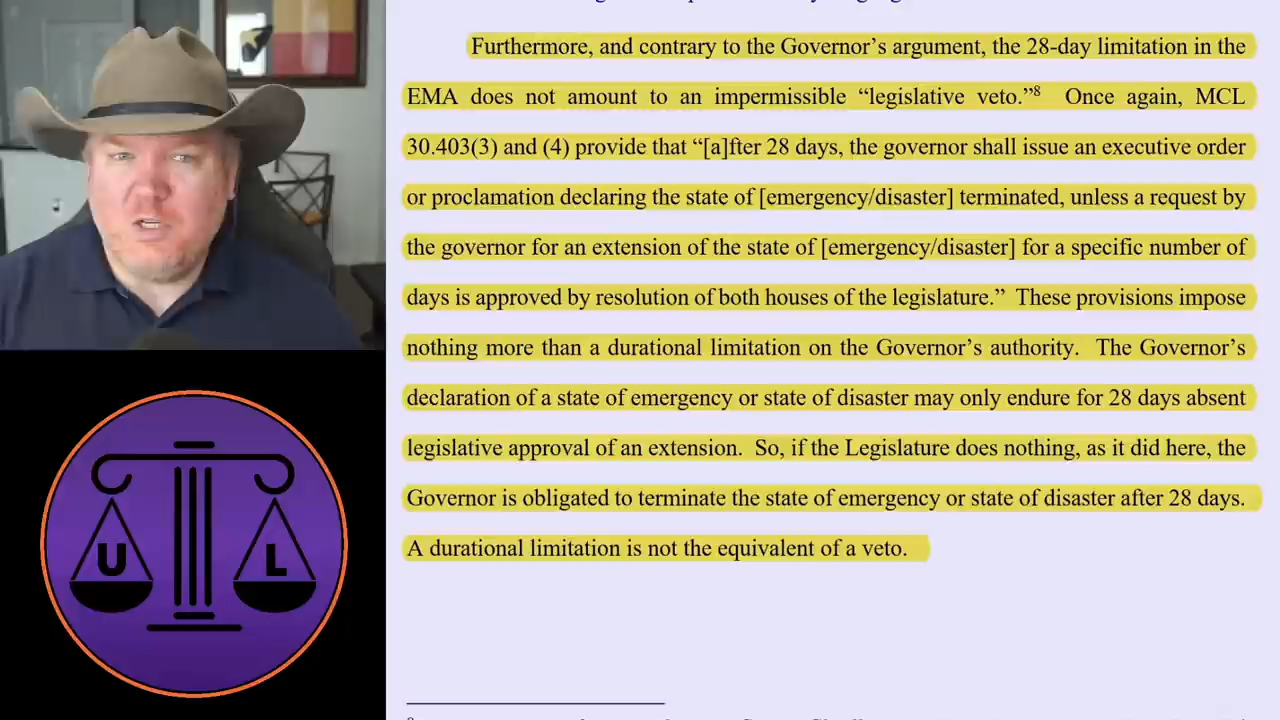 Furthermore, and contrary to the Governor’s argument, the 28-day limitation in the
EMA does not amount to an impermissible “legislative veto.”8 Once again, MCL
30.403(3) and (4) provide that “[a]fter 28 days, the governor shall issue an executive order
or proclamation declaring the state of [emergency/disaster] terminated, unless a request by
the governor for an extension of the state of [emergency/disaster] for a specific number of
days is approved by resolution of both houses of the legislature.” These provisions impose
nothing more than a durational limitation on the Governor’s authority. The Governor’s
declaration of a state of emergency or state of disaster may only endure for 28 days absent
legislative approval of an extension. So, if the Legislature does nothing, as it did here, the
Governor is obligated to terminate the state of emergency or state of disaster after 28 days.
A durational limitation is not the equivalent of a veto.
U L